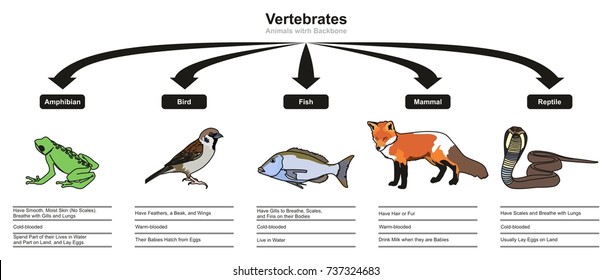 Vertebrates
Animals witrh Backbone
Amphibian
Bird
Fish
Mammal
Reptile
Have Smooth, Moist Skin (No Scales)
Breathe with Gills and Lungs
Cold-blooded
Spend Part of their Lives in Water
and Part on Land, and Lay Eggs
Have Feathers, a Beak, and Wings
Warm-blooded
Their Babies Hatch from Eggs
Have Gills to Breathe, Scales,
and Fins on their Bodies
Cold-blooded
Live in Water
Have Hair or Fur
Warm-blooded
Drink Milk when they are Babies
Have Scales and Breathe with Lungs
Cold-blooded
Usually Lay Eggs on Land
shutterstock.com · 737324683